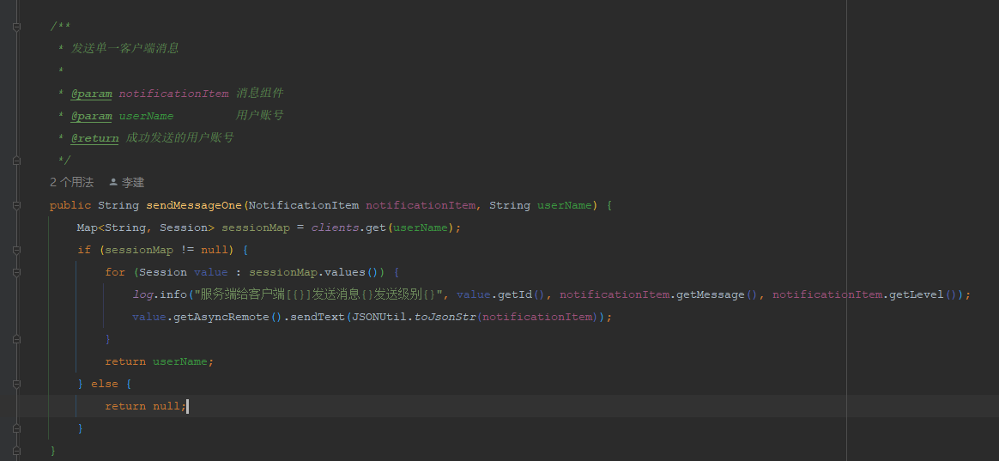 /**
 * 发送单一客户端消息
 *
 * @param notificationItem 消息组件
 * @param userName         用户账号
 * @return 成功发送的用户账号
 */
2 个用法 李建
public String sendMessageOne(NotificationItem notificationItem, String userName) {
    Map<String, Session> sessionMap = clients.get(userName);
    if (sessionMap != null) {
        for (Session value : sessionMap.values()) {
            log.info("服务端给客户端[{}]发送消息{}发送级别{}", value.getId(), notificationItem.getMessage(), notificationItem.getLevel());
            value.getAsyncRemote().sendText(JSONUtil.toJsonStr(notificationItem));
        }
        return userName;
    } else {
        return null;
    }
}